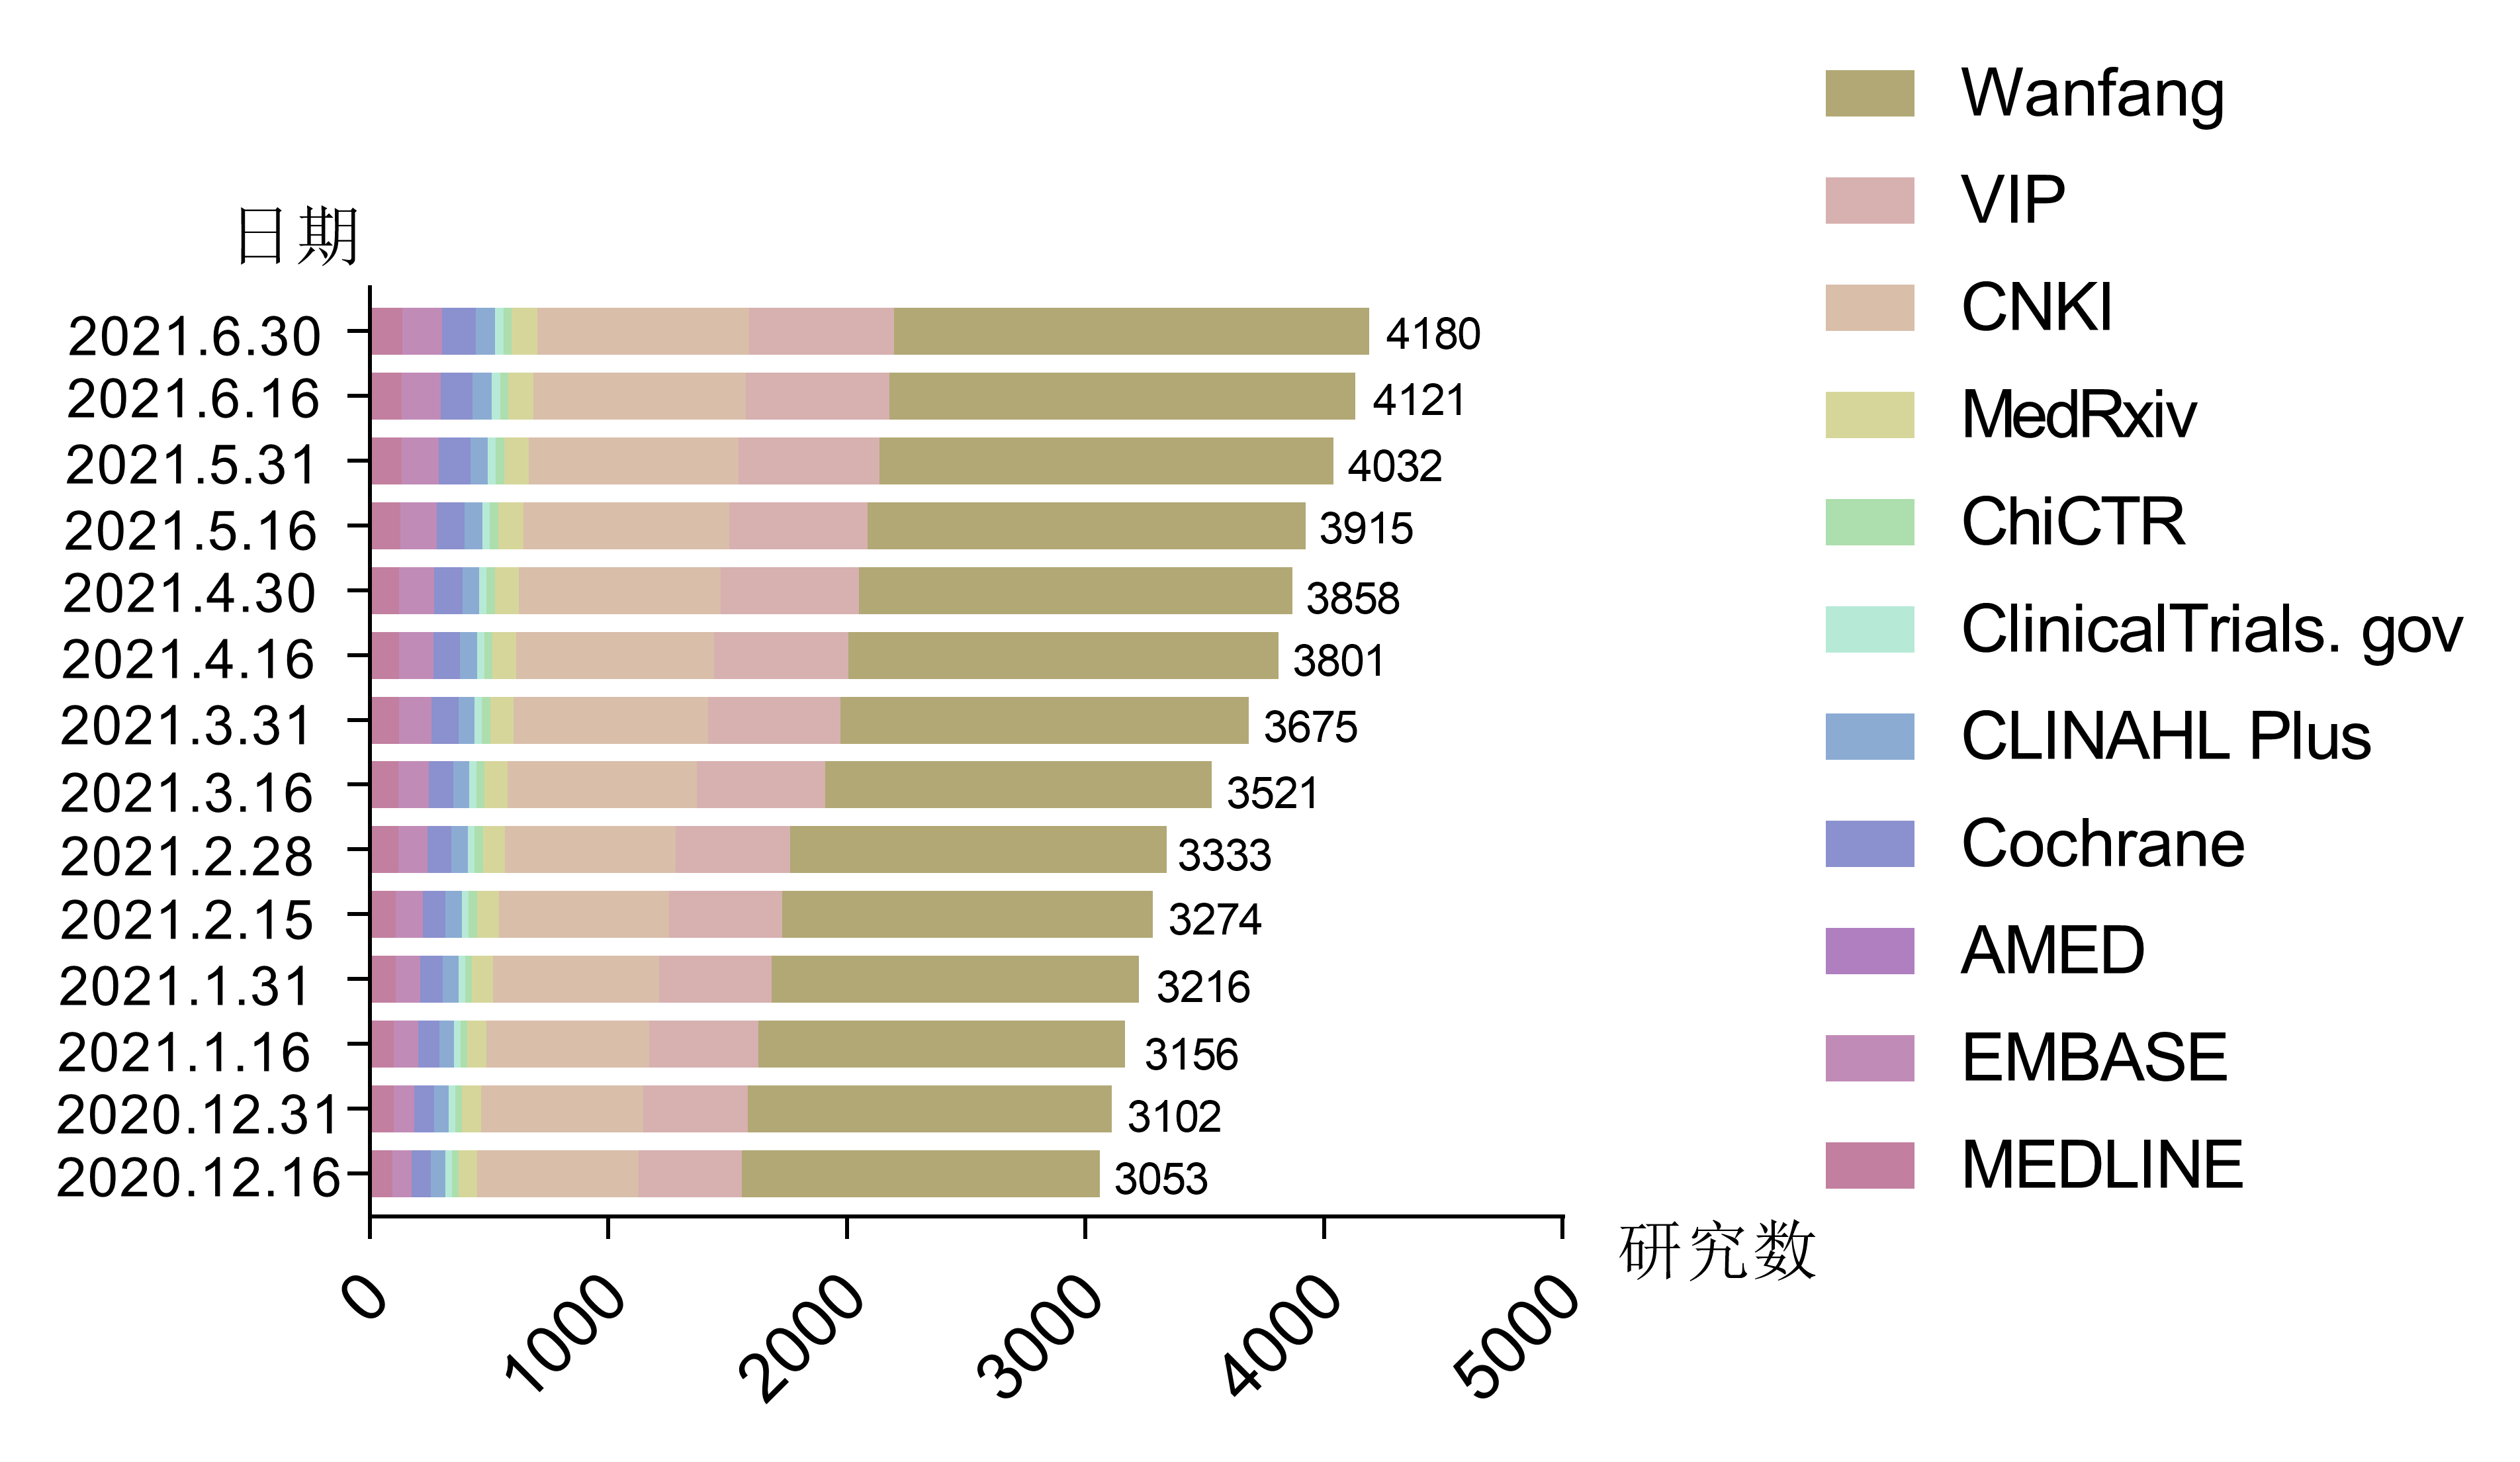 Wanfang
VIP
CNKI
MedRxiv
ChiCTR
ClinicalTrials. gov
CLINAHL Plus
Cochrane
AMED
EMBASE
MEDLINE
日期
2021.6.30 4180
2021.6.16 4121
2021.5.31 4032
2021.5.16 3915
2021.4.30 3858
2021.4.16 3801
2021.3.31 3675
2021.3.16 3521
2021.2.28 3333
2021.2.15 3274
2021.1.31 3216
2021.1.16 3156
2020.12.31 3102
2020.12.16 3053
0 1000 2000 3000 4000 5000
研究数